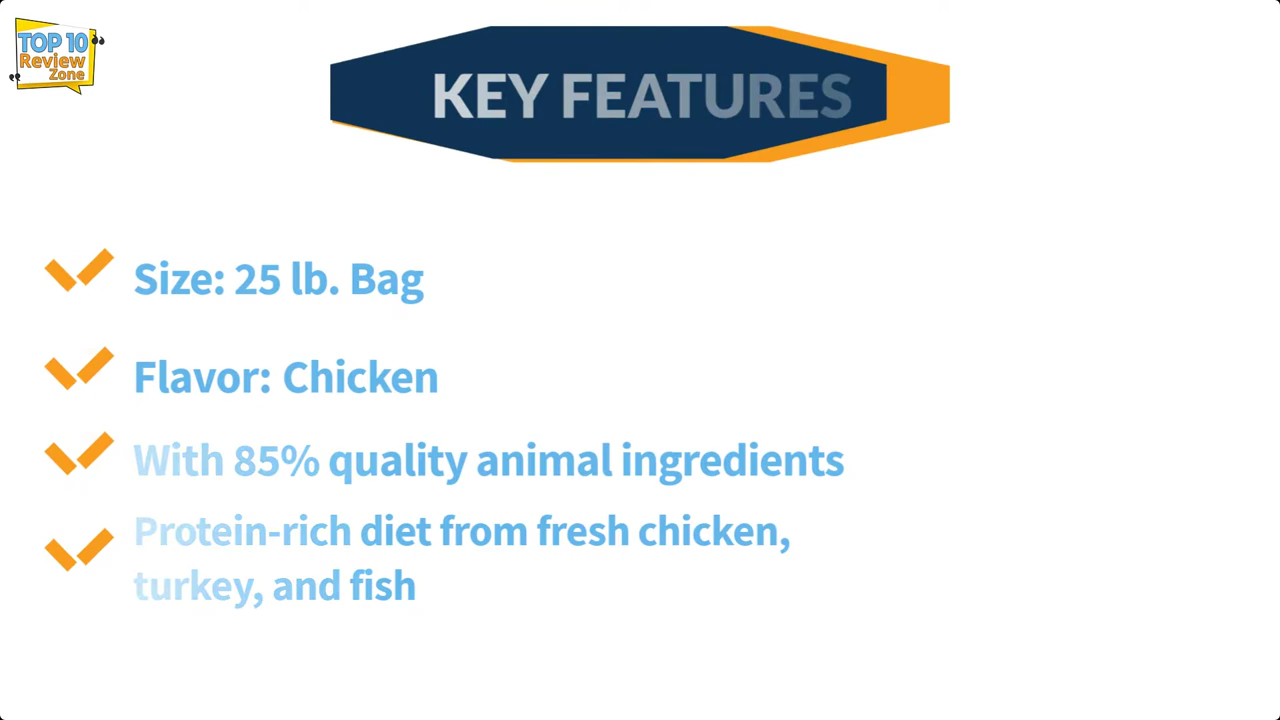 TOP 10
Review
Zone
KEY FEATURES
Size: 25 lb. Bag
Flavor: Chicken
With 85% quality animal ingredients
Protein-rich diet from fresh chicken,
turkey, and fish